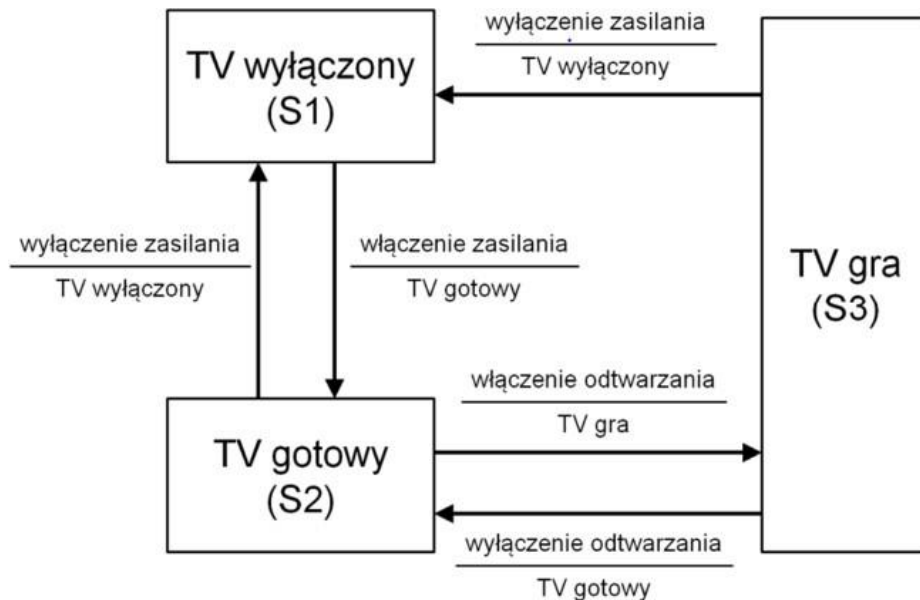 TV wyłączony
(S1)
wyłączenie zasilania
TV wyłączony
wyłączenie zasilania
TV wyłączony
włączenie zasilania
TV gotowy
TV gra
(S3)
włączenie odtwarzania
TV gra
TV gotowy
(S2)
wyłączenie odtwarzania
TV gotowy